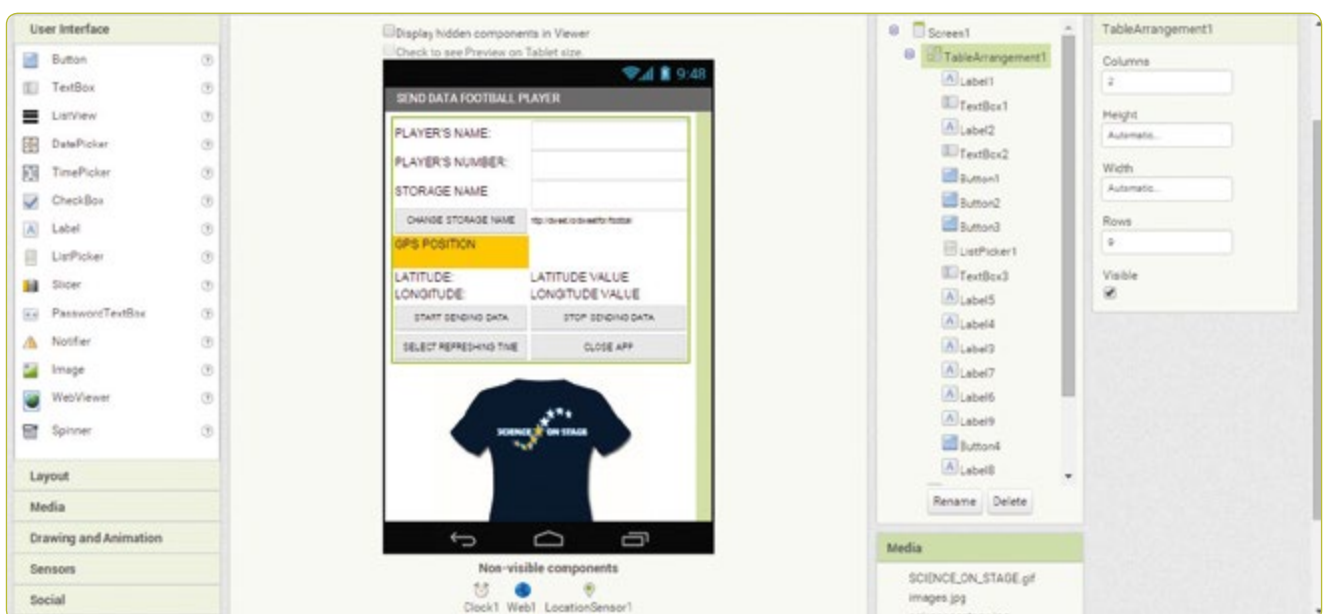 User Interface
Button
TextBox
ListView
DatePicker
TimePicker
CheckBox
Label
ListPicker
Slicer
PasswordTextBox
Notifier
Image
WebViewer
Spinner
Layout
Media
Drawing and Animation
Sensors
Social
Display hidden components in Viewer
Check to see Preview on Tablet size.
9:48
SEND DATA FOOTBALL PLAYER
PLAYER'S NAME:
PLAYER'S NUMBER:
STORAGE NAME
CHANGE STORAGE NAME
GPS POSITION
LATITUDE: LATITUDE VALUE
LONGITUDE: LONGITUDE VALUE
START SENDING DATA STOP SENDING DATA
SELECT REFRESHING TIME CLOSE APP
SCIENCE ON STAGE
Non-visible components
Clock1 Web1 LocationSensor1
Screen1
TableArrangement1
Label1
TextBox1
Label2
TextBox2
Button1
Button2
Button3
ListPicker1
TextBox3
Label5
Label4
Label3
Label7
Label6
Label9
Button4
Label8
Rename Delete
Media
SCIENCE_ON_STAGE.gif
images.jpg
TableArrangement1
Columns
2
Height
Automatic...
Width
Automatic...
Rows
9
Visible